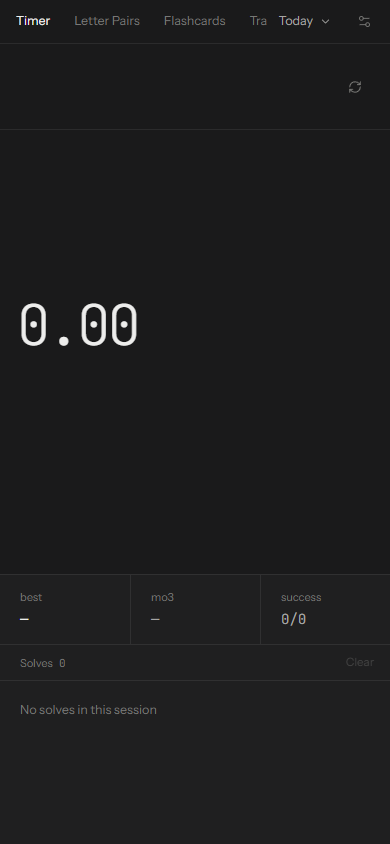 Timer Letter Pairs Flashcards Tra Today
0.00
best mo3 success
– – 0/0
Solves 0 Clear
No solves in this session